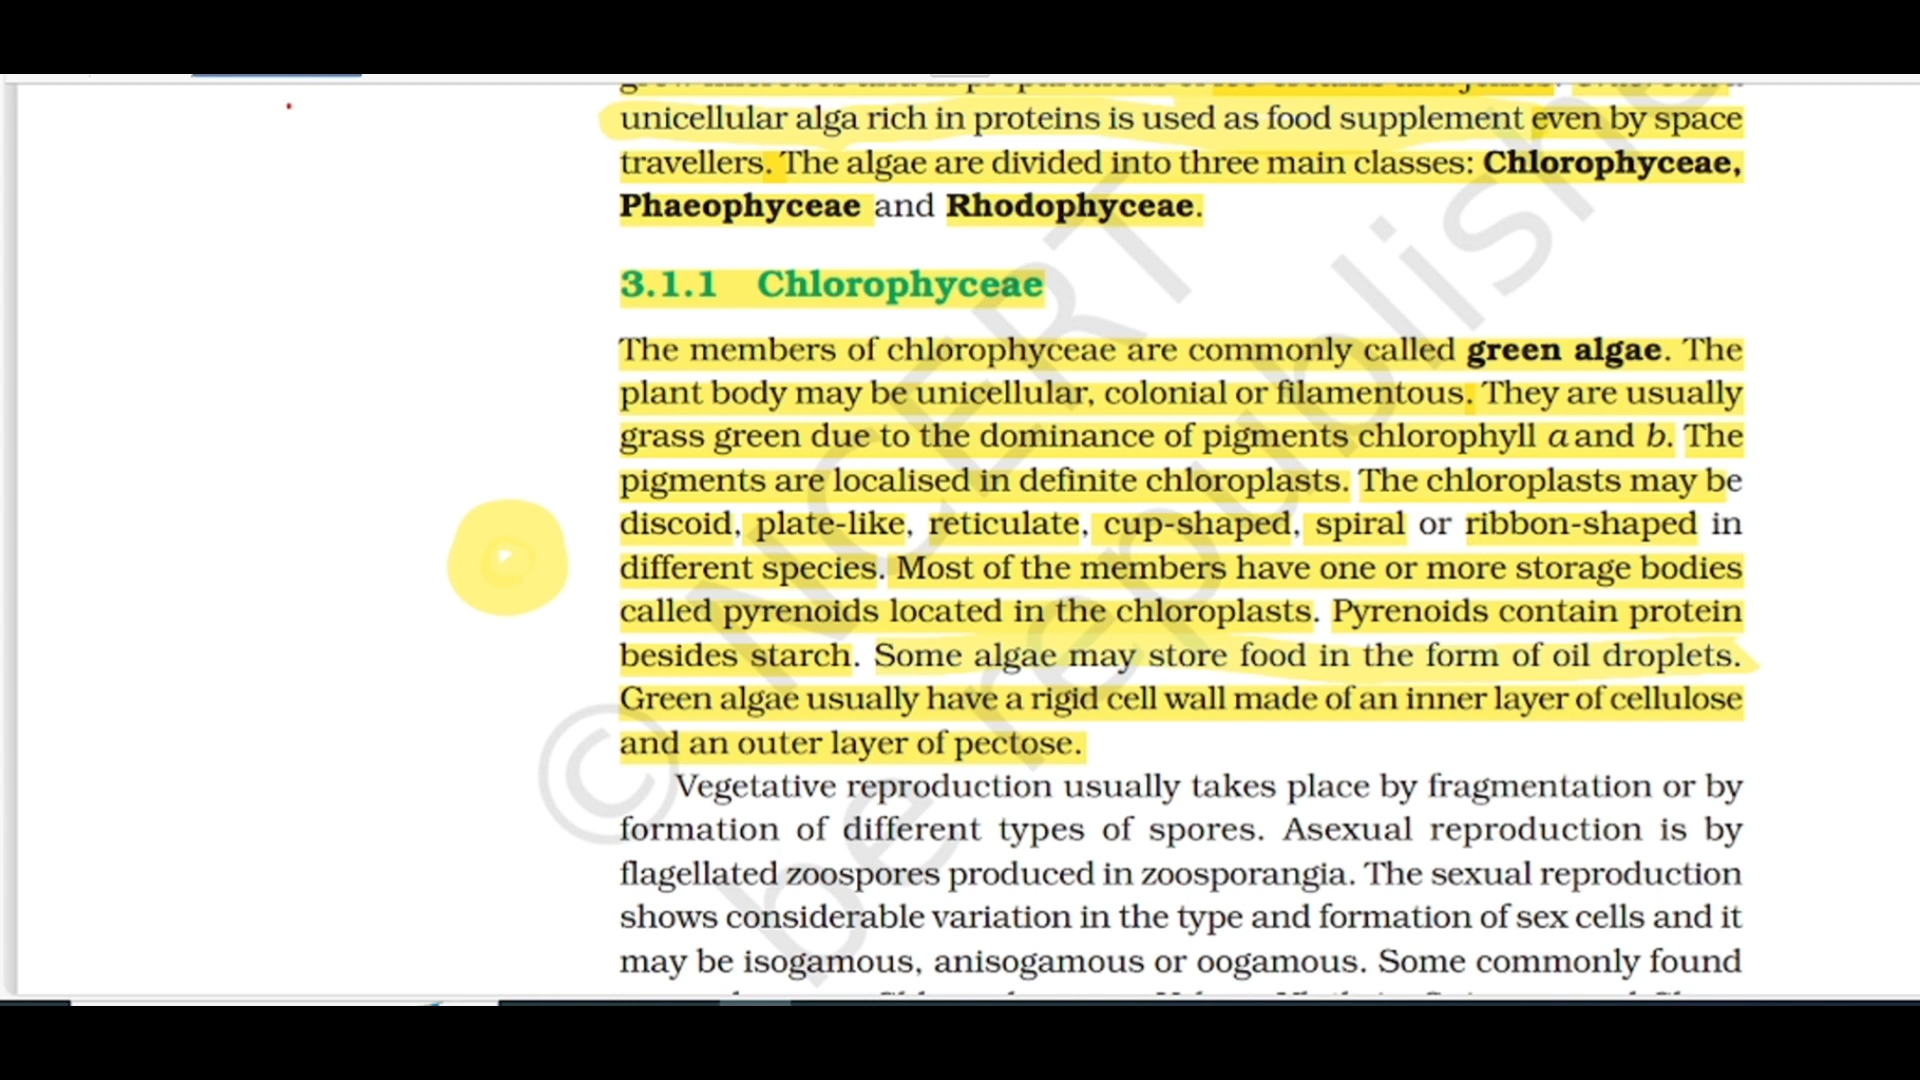 unicellular alga rich in proteins is used as food supplement even by space
travellers. The algae are divided into three main classes: Chlorophyceae,
Phaeophyceae and Rhodophyceae.
3.1.1 Chlorophyceae
The members of chlorophyceae are commonly called green algae. The
plant body may be unicellular, colonial or filamentous. They are usually
grass green due to the dominance of pigments chlorophyll a and b. The
pigments are localised in definite chloroplasts. The chloroplasts may be
discoid, plate-like, reticulate, cup-shaped, spiral or ribbon-shaped in
different species. Most of the members have one or more storage bodies
called pyrenoids located in the chloroplasts. Pyrenoids contain protein
besides starch. Some algae may store food in the form of oil droplets.
Green algae usually have a rigid cell wall made of an inner layer of cellulose
and an outer layer of pectose.
Vegetative reproduction usually takes place by fragmentation or by
formation of different types of spores. Asexual reproduction is by
flagellated zoospores produced in zoosporangia. The sexual reproduction
shows considerable variation in the type and formation of sex cells and it
may be isogamous, anisogamous or oogamous. Some commonly found
© NCERT
be republishe